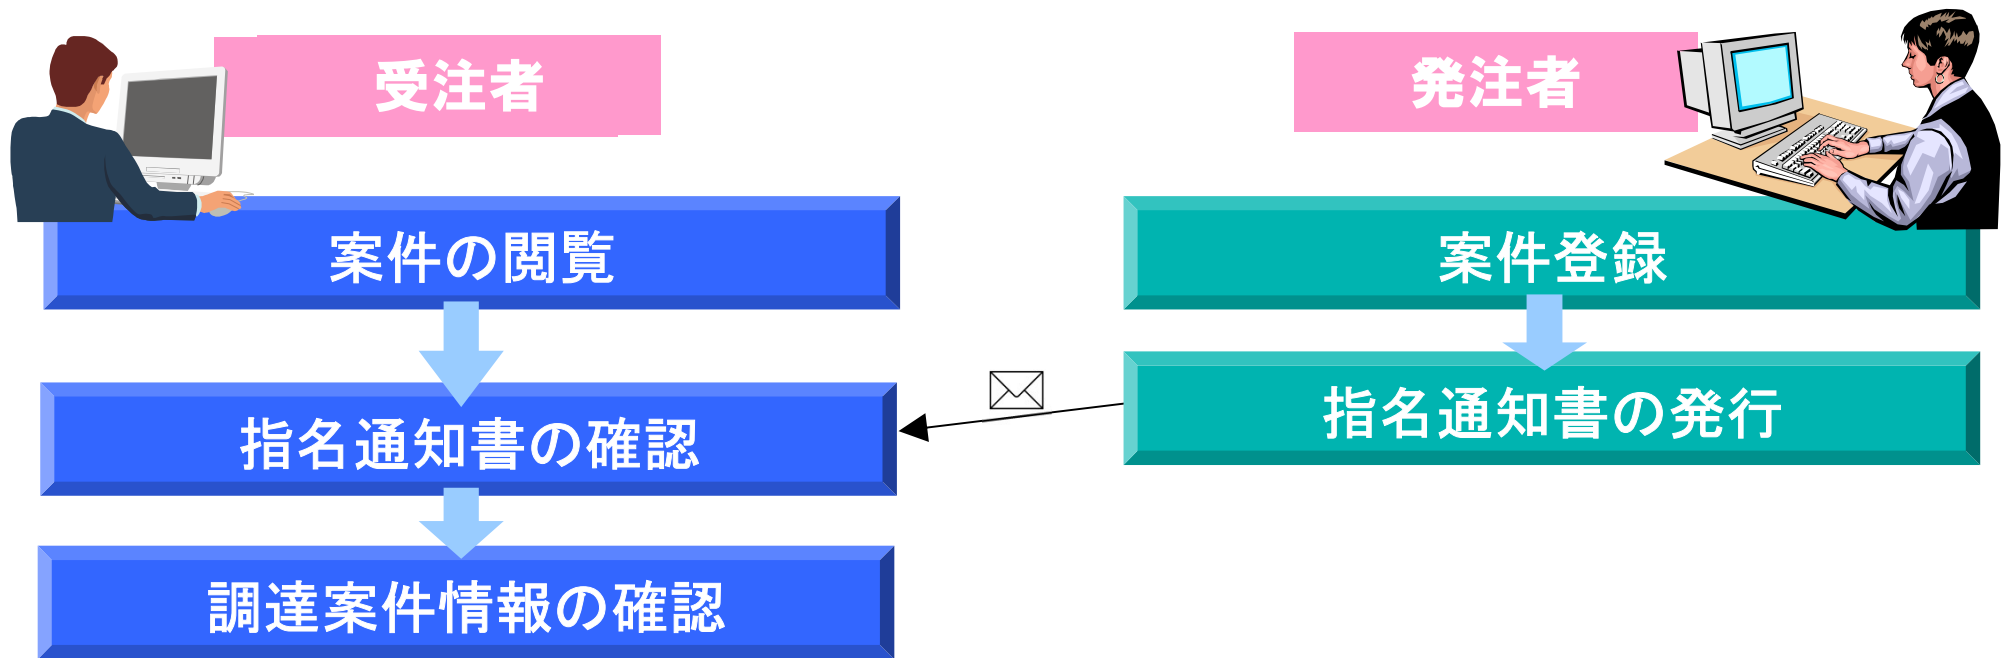 受注者
発注者
案件の閲覧
案件登録
指名通知書の確認
指名通知書の発行
調達案件情報の確認